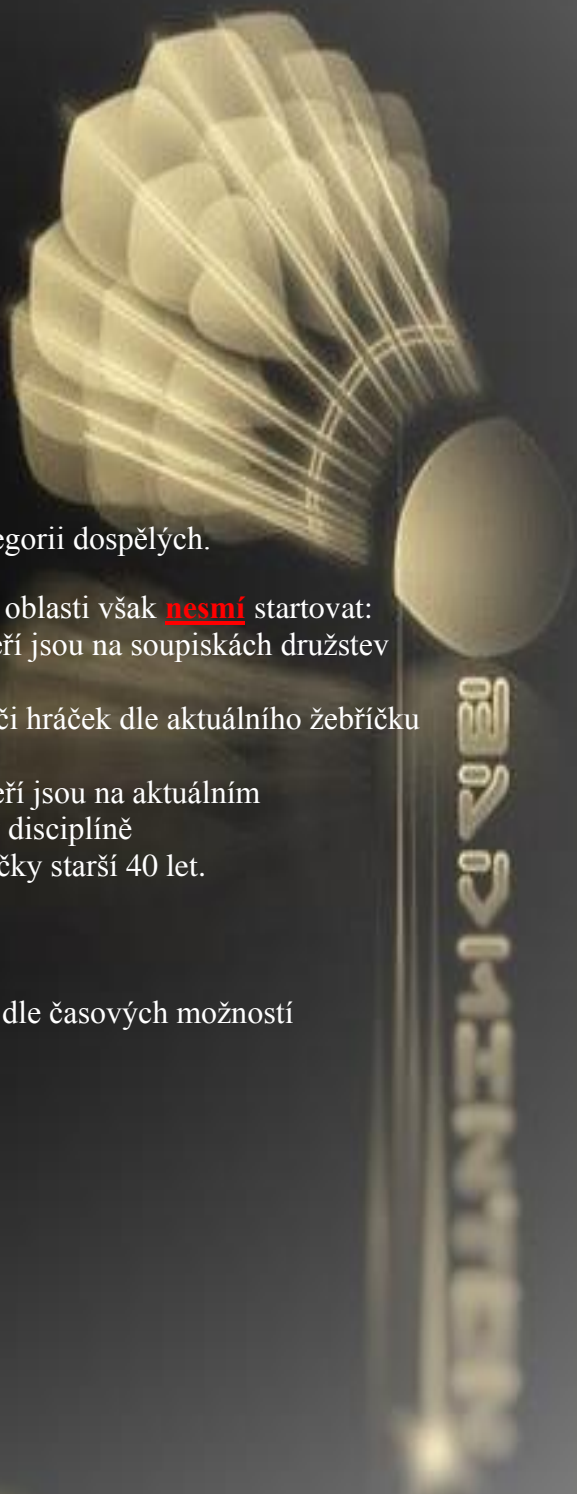 egorii dospělých.
oblasti však nesmí startovat:
eří jsou na soupiskách družstev
či hráček dle aktuálního žebříčku
eří jsou na aktuálním
disciplíně
čky starší 40 let.
dle časových možností